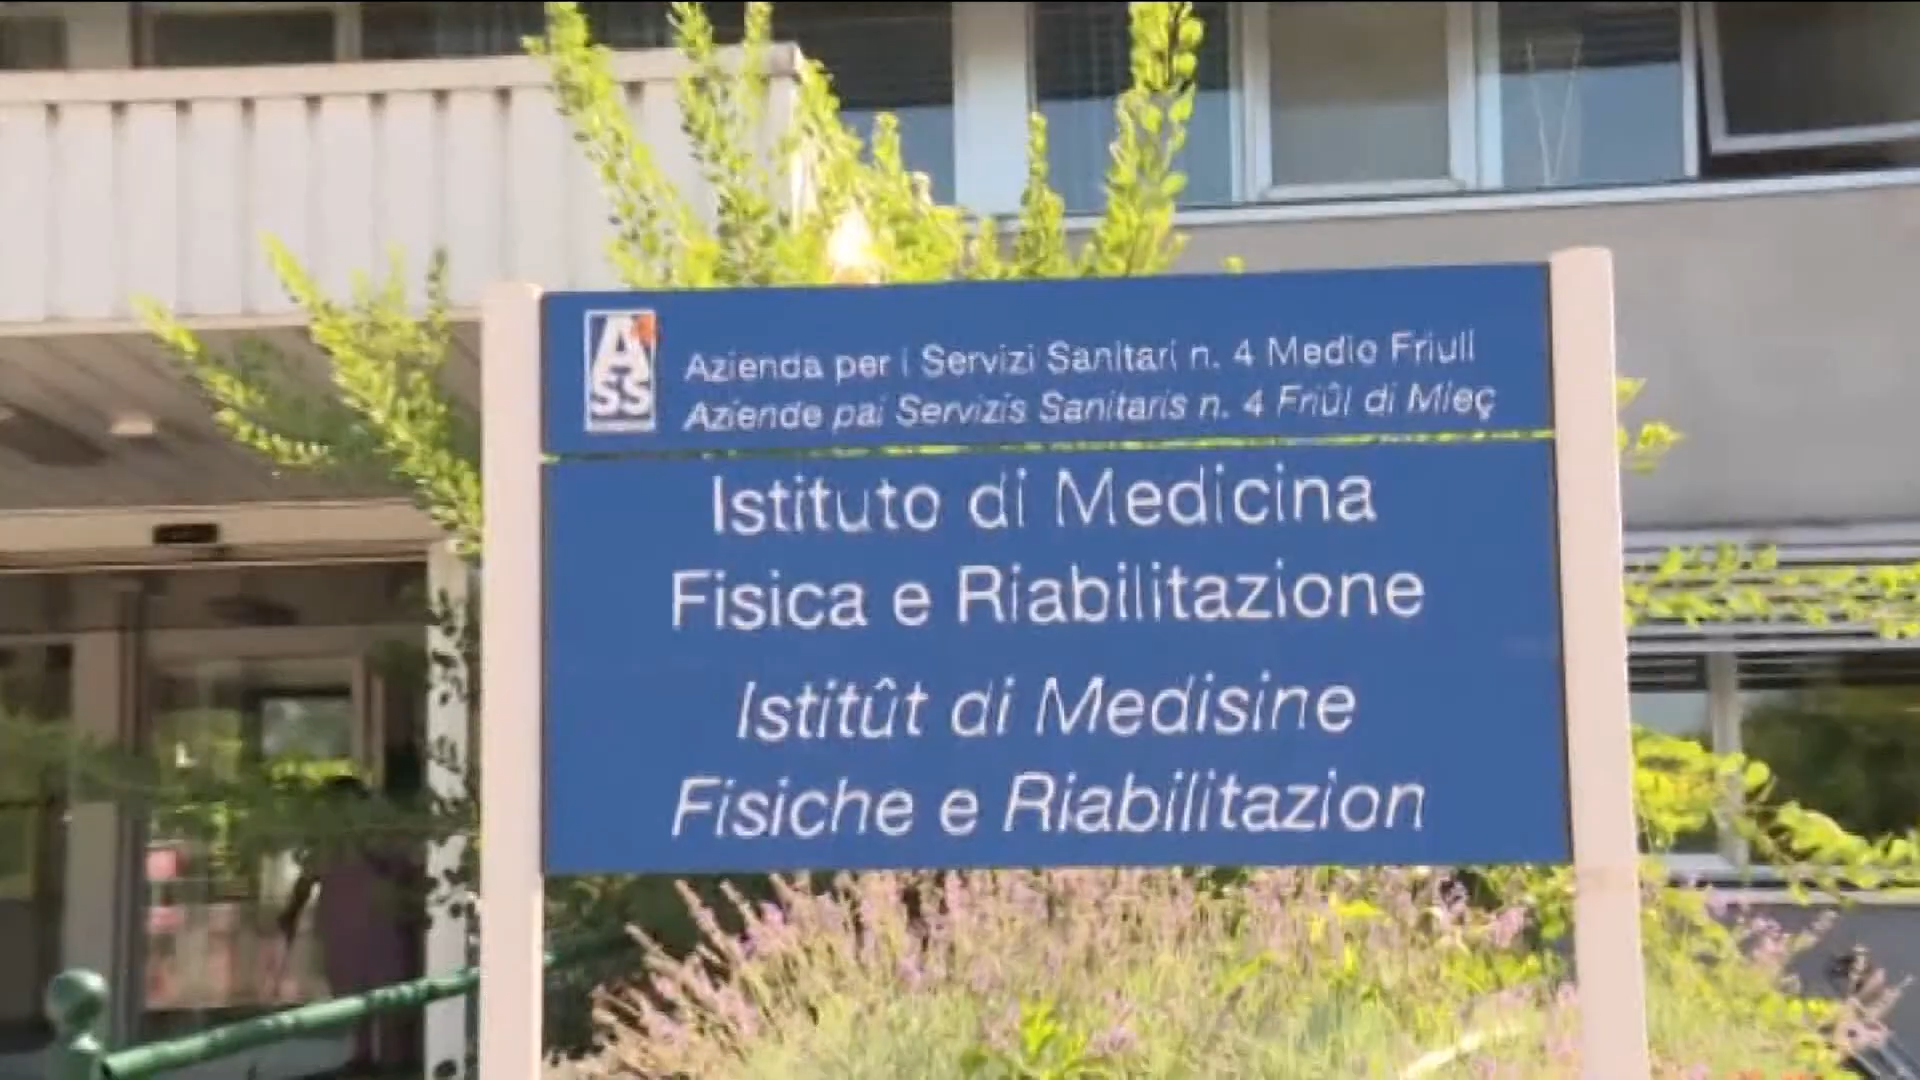 ASS
Azienda per i Servizi Sanitari n. 4 Medio Friuli
Aziende pai Servizis Sanitaris n. 4 Friûl di Mieç
Istituto di Medicina
Fisica e Riabilitazione
Istitût di Medisine
Fisiche e Riabilitazion